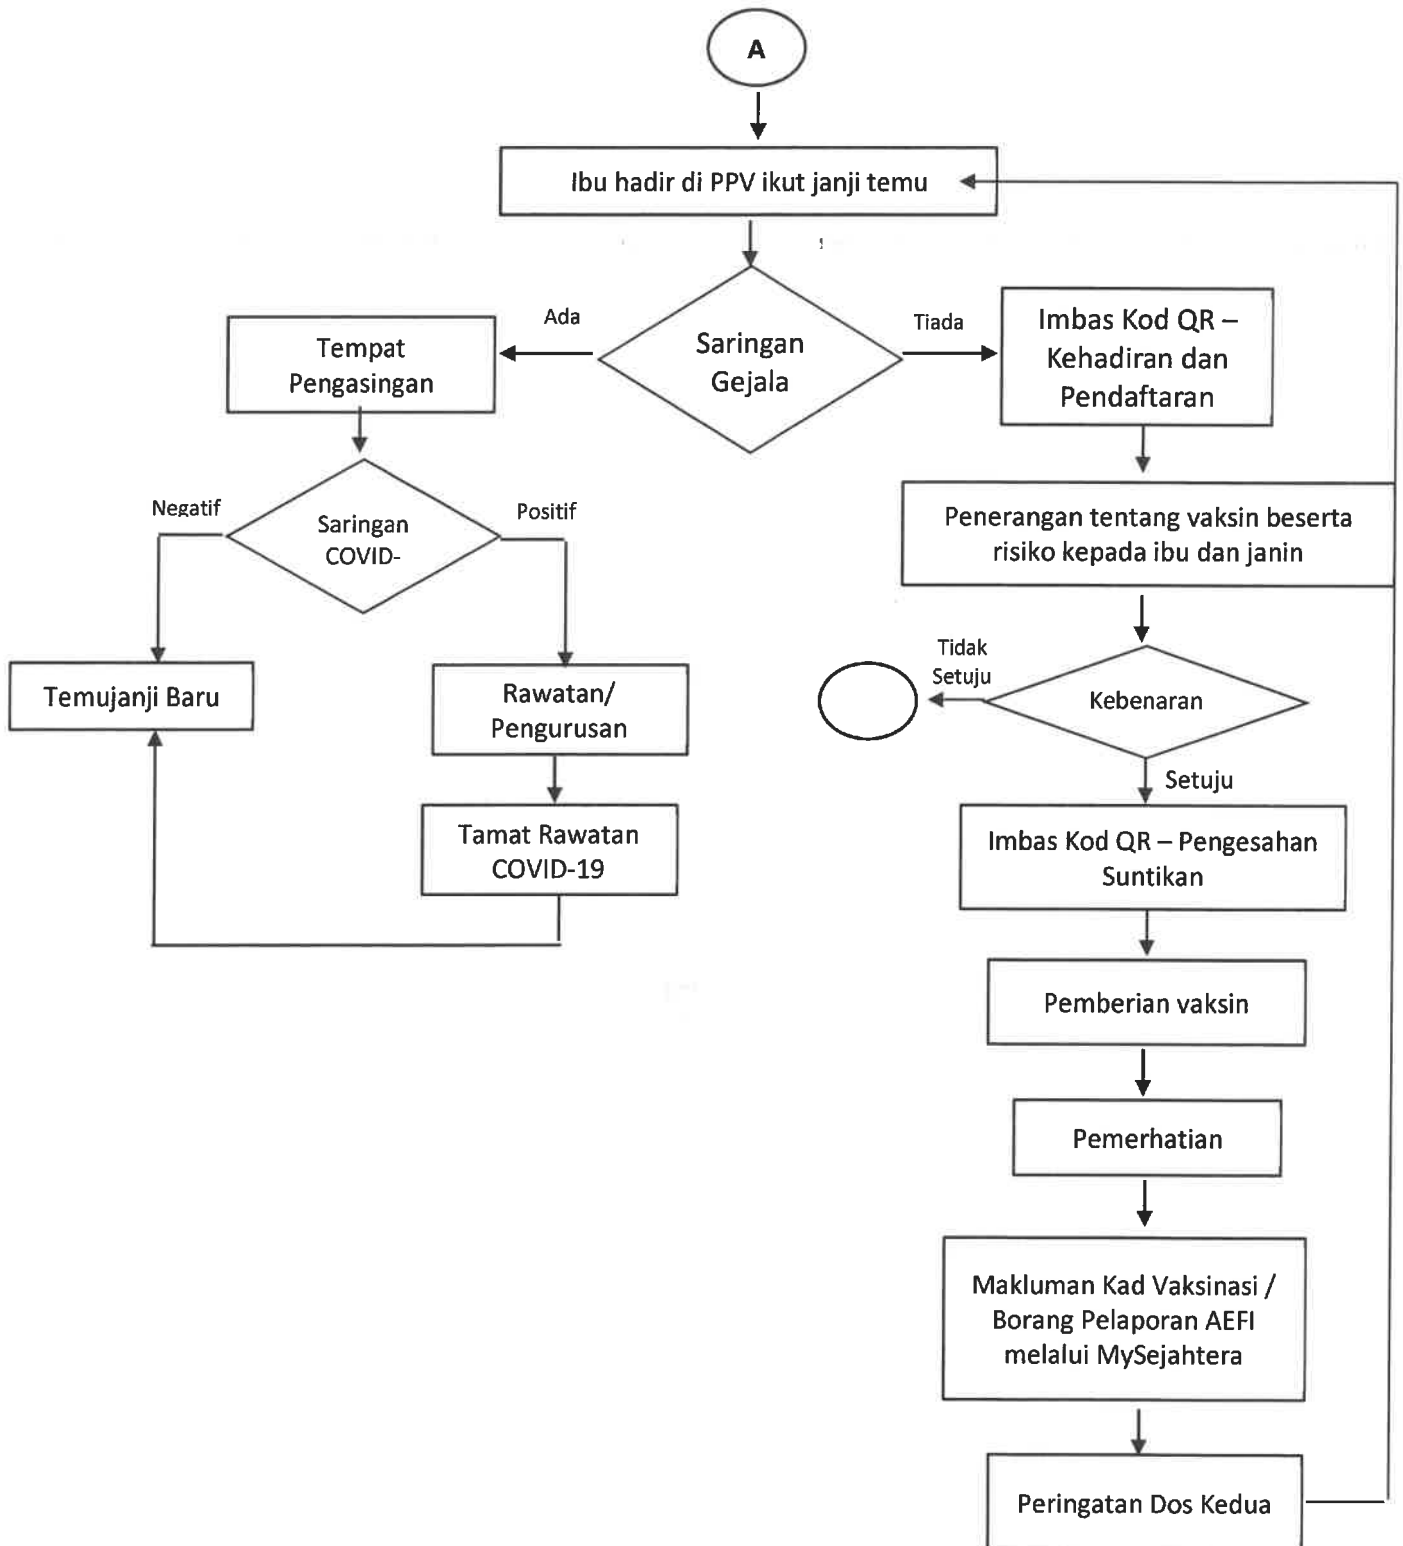 A
Ibu hadir di PPV ikut janji temu
Ada
Tiada
Saringan
Gejala
Tempat
Pengasingan
Imbas Kod QR –
Kehadiran dan
Pendaftaran
Negatif
Positif
Saringan
COVID-
Penerangan tentang vaksin beserta
risiko kepada ibu dan janin
Temujanji Baru
Rawatan/
Pengurusan
Tidak
Setuju
Kebenaran
Setuju
Tamat Rawatan
COVID-19
Imbas Kod QR – Pengesahan
Suntikan
Pemberian vaksin
Pemerhatian
Makluman Kad Vaksinasi /
Borang Pelaporan AEFI
melalui MySejahtera
Peringatan Dos Kedua